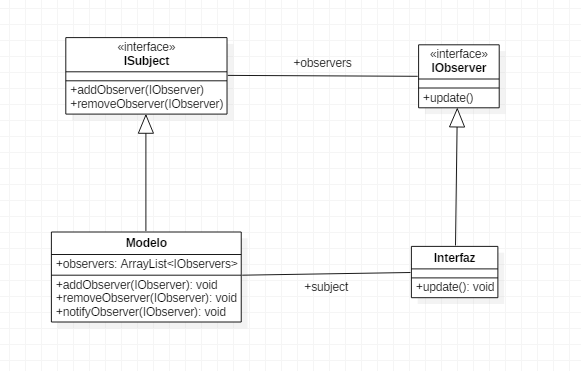 «interface»
ISubject
+addObserver(IObserver)
+removeObserver(IObserver)
+observers
«interface»
IObserver
+update()
Modelo
+observers: ArrayList<IObservers>
+addObserver(IObserver): void
+removeObserver(IObserver): void
+notifyObserver(IObserver): void
+subject
Interfaz
+update(): void